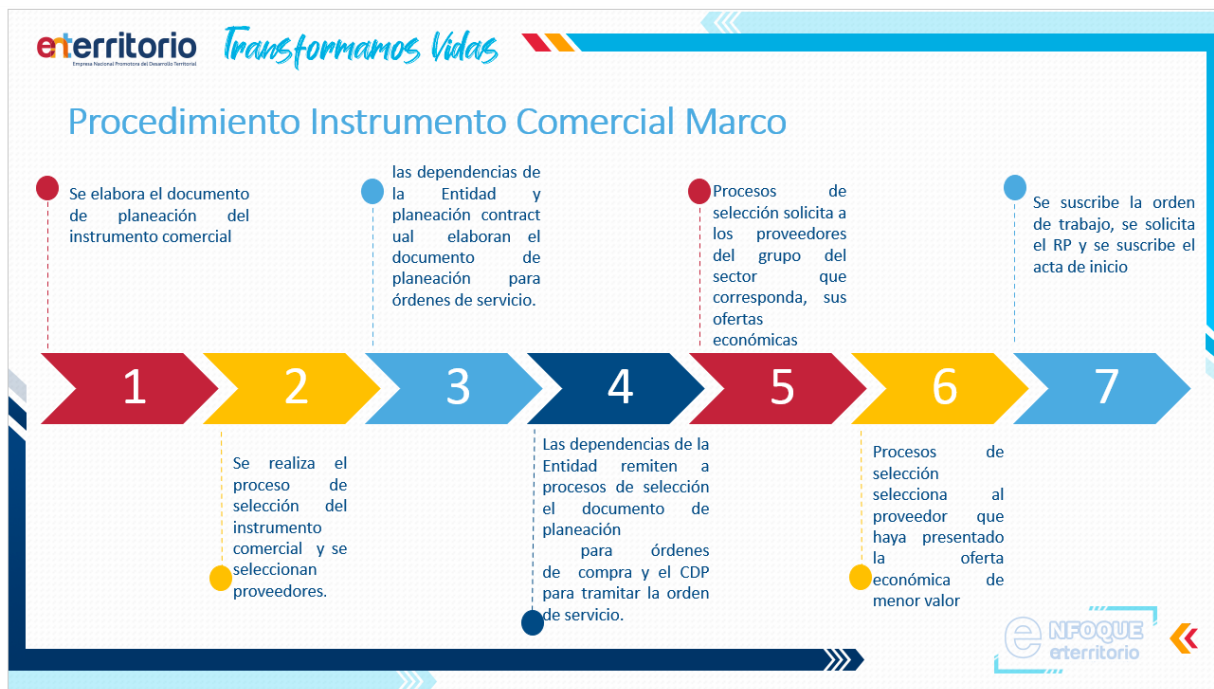 enterritorio
Empresa Nacional Promotora del Desarrollo Territorial
Transformamos Vidas
Procedimiento Instrumento Comercial Marco
Se elabora el documento
de planeación del
instrumento comercial
las dependencias de
la Entidad y
planeación contract
ual elaboran el
documento de
planeación para
órdenes de servicio.
Procesos de
selección solicita a
los proveedores
del grupo del
sector que
corresponda, sus
ofertas
económicas
Se suscribe la orden
de trabajo, se solicita
el RP y se suscribe el
acta de inicio
1
2
3
4
5
6
7
Se realiza el
proceso de
selección del
instrumento
comercial y se
seleccionan
proveedores.
Las dependencias de la
Entidad remiten a
procesos de selección
el documento de
planeación
para órdenes
de compra y el CDP
para tramitar la orden
de servicio.
Procesos de
selección
selecciona al
proveedor que
haya presentado
la oferta
económica de
menor valor
eNFOQUE
enterritorio